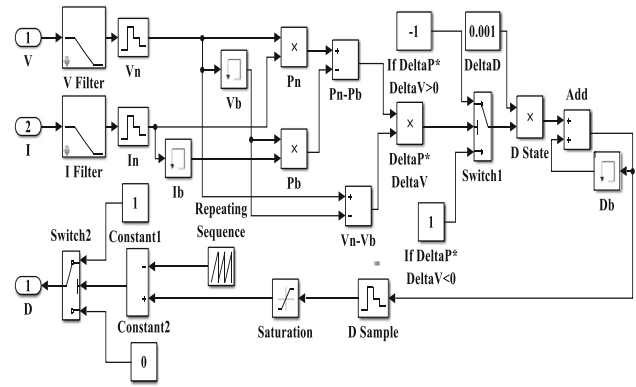 1
V
V Filter
Vn
Vb
×
Pn
+
-
Pn-Pb
-1
If DeltaP*
DeltaV>0
0.001
DeltaD
2
I
I Filter
In
Ib
×
Pb
×
DeltaP*
DeltaV
Switch1
×
D State
Add
+
+
Db
+
-
Vn-Vb
1
If DeltaP*
DeltaV<0
Repeating
Sequence
1
Constant1
Switch2
1
D
-
+
Constant2
Saturation
D Sample
0